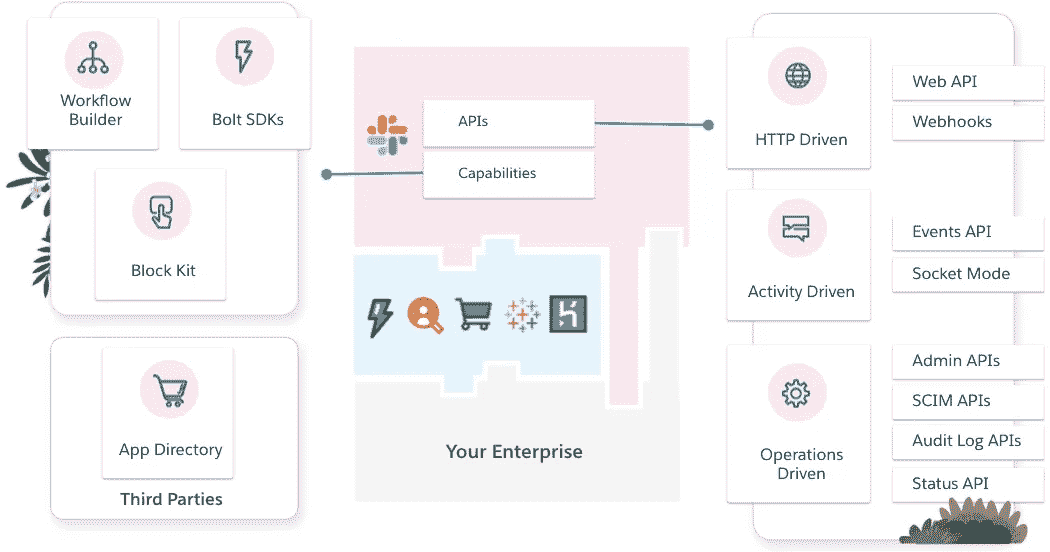 Workflow
Builder
Bolt SDKs
Block Kit
App Directory
Third Parties
APIs
Capabilities
Your Enterprise
HTTP Driven
Web API
Webhooks
Activity Driven
Events API
Socket Mode
Operations
Driven
Admin APIs
SCIM APIs
Audit Log APIs
Status API